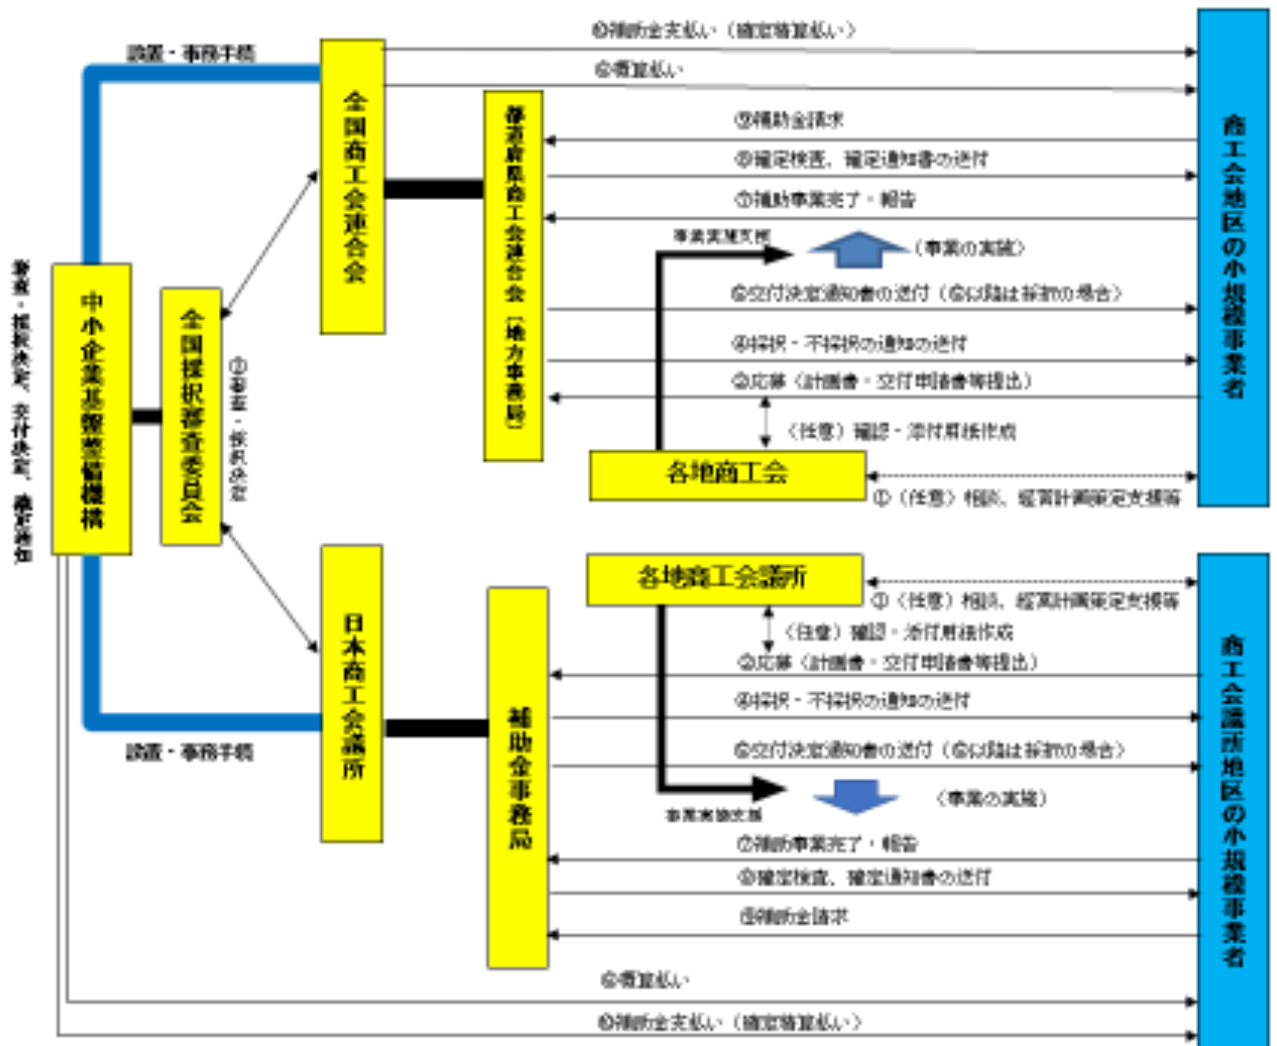 ⑩補助金支払い（確定精算払い）
設置・事務手続
⑥概算払い
全国商工会連合会
都道府県商工会連合会（地方事務局）
商工会地区の小規模事業者
⑨補助金請求
⑧確定検査、確定通知書の送付
⑦補助事業完了・報告
事業実施支援
（事業の実施）
審査・採択決定、交付決定、確定通知
中小企業基盤整備機構
全国採択審査委員会
⑤交付決定通知書の送付（⑤以降は採択の場合）
④採択・不採択の通知の送付
③審査・採択決定
②応募（計画書・交付申請書等提出）
（任意）確認・添付用紙作成
各地商工会
①（任意）相談、経営計画策定支援等
日本商工会議所
各地商工会議所
①（任意）相談、経営計画策定支援等
商工会議所地区の小規模事業者
補助金事務局
（任意）確認・添付用紙作成
②応募（計画書・交付申請書等提出）
④採択・不採択の通知の送付
設置・事務手続
⑤交付決定通知書の送付（⑤以降は採択の場合）
（事業の実施）
事業実施支援
⑦補助事業完了・報告
⑧確定検査、確定通知書の送付
⑨補助金請求
⑥概算払い
⑩補助金支払い（確定精算払い）